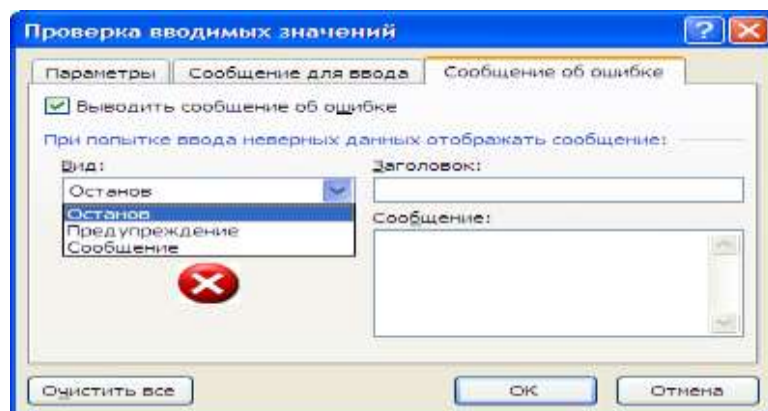 Проверка вводимых значений
Параметры Сообщение для ввода Сообщение об ошибке
Выводить сообщение об ошибке
При попытке ввода неверных данных отображать сообщение:
Вид: Заголовок:
Останов
Останов
Предупреждение
Сообщение
Сообщение:
Очистить все ОК Отмена